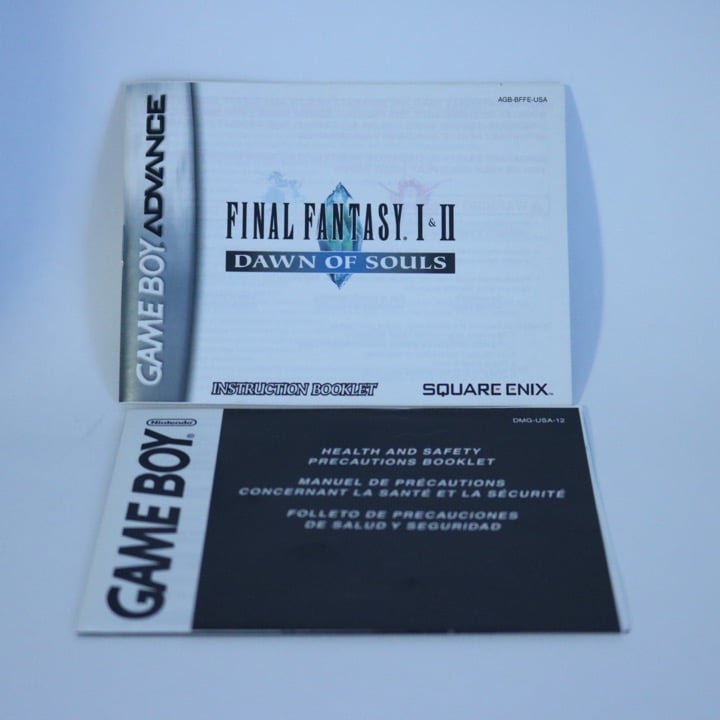 AGB-BFFE-USA
GAME BOY ADVANCE
FINAL FANTASY. I & II
DAWN OF SOULS
INSTRUCTION BOOKLET
SQUARE ENIX™
Nintendo®
GAME BOY
DMG-USA-12
HEALTH AND SAFETY
PRECAUTIONS BOOKLET
MANUEL DE PRÉCAUTIONS
CONCERNANT LA SANTÉ ET LA SÉCURITÉ
FOLLETO DE PRECAUCIONES
DE SALUD Y SEGURIDAD